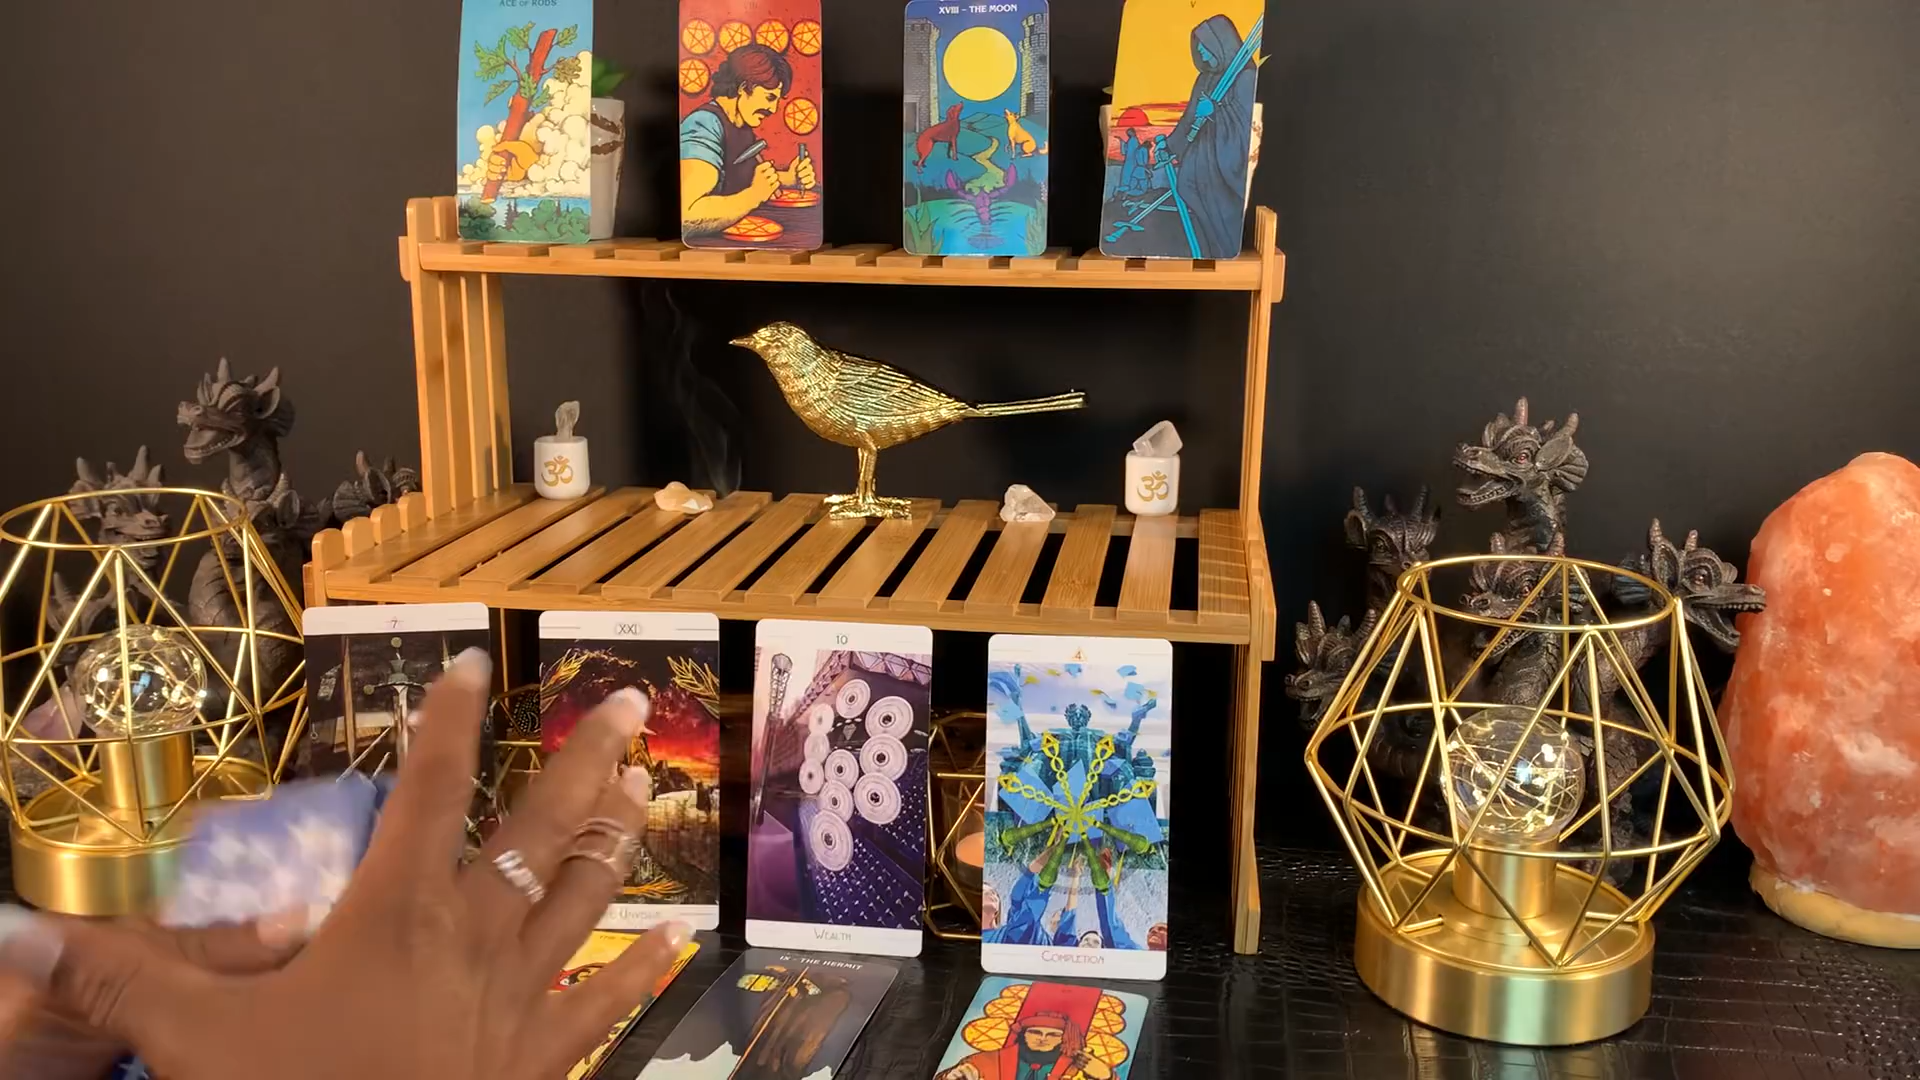 ACE OF RODS
XVIII - THE MOON
V
ॐ
ॐ
7
XXI
10
4
WEALTH
COMPLETION
IX - THE HERMIT